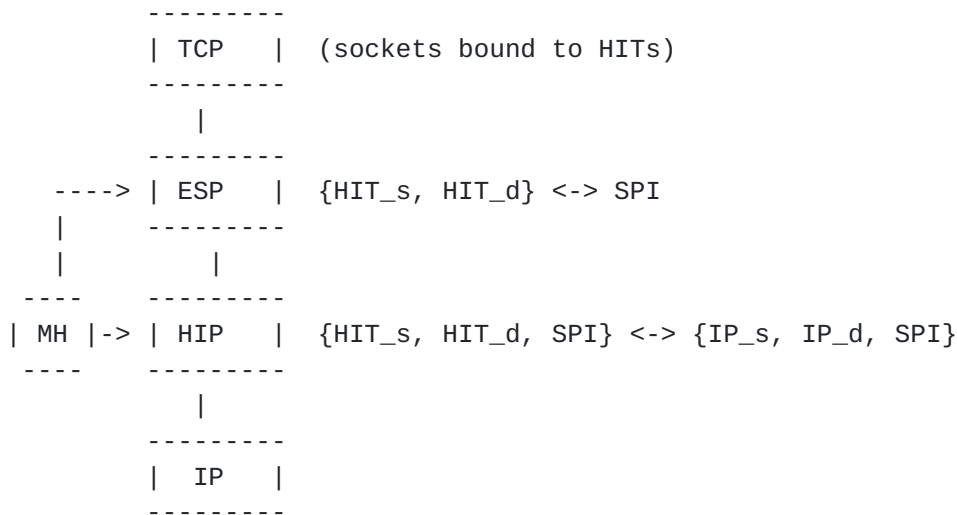 ---------
| TCP | (sockets bound to HITs)
---------
|
---------
----> | ESP | {HIT_s, HIT_d} <-> SPI
| ---------
| |
---- ---------
| MH |-> | HIP | {HIT_s, HIT_d, SPI} <-> {IP_s, IP_d, SPI}
---- ---------
|
---------
| IP |
---------